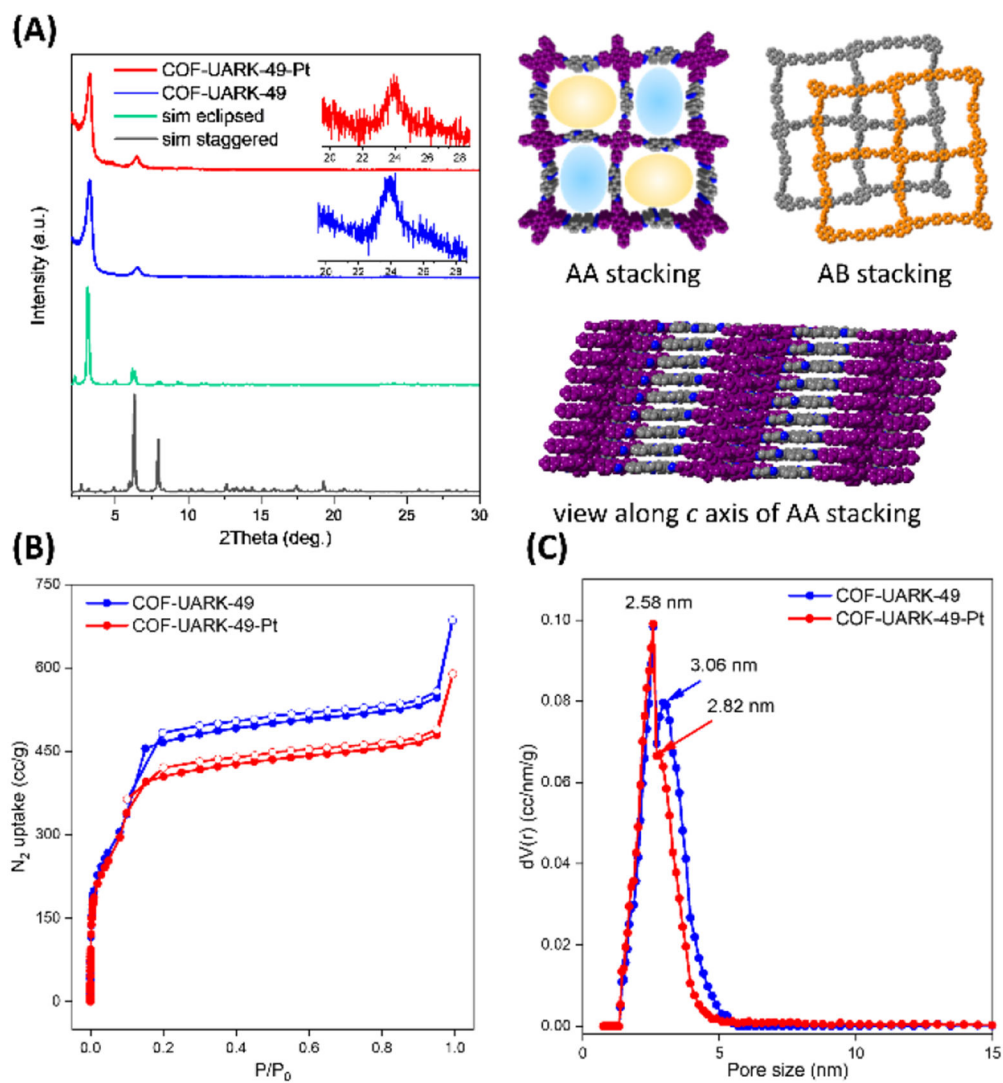 (A)
COF-UARK-49-Pt
COF-UARK-49
sim eclipsed
sim staggered
20 22 24 26 28
20 22 24 26 28
Intensity (a.u.)
5 10 15 20 25 30
2Theta (deg.)
AA stacking
AB stacking
view along c axis of AA stacking
(B)
750
600
450
300
150
0
N2 uptake (cc/g)
COF-UARK-49
COF-UARK-49-Pt
0.0 0.2 0.4 0.6 0.8 1.0
P/P0
(C)
0.10
0.08
0.06
0.04
0.02
0.00
dV(r) (cc/nm/g)
2.58 nm
COF-UARK-49
COF-UARK-49-Pt
3.06 nm
2.82 nm
0 5 10 15
Pore size (nm)